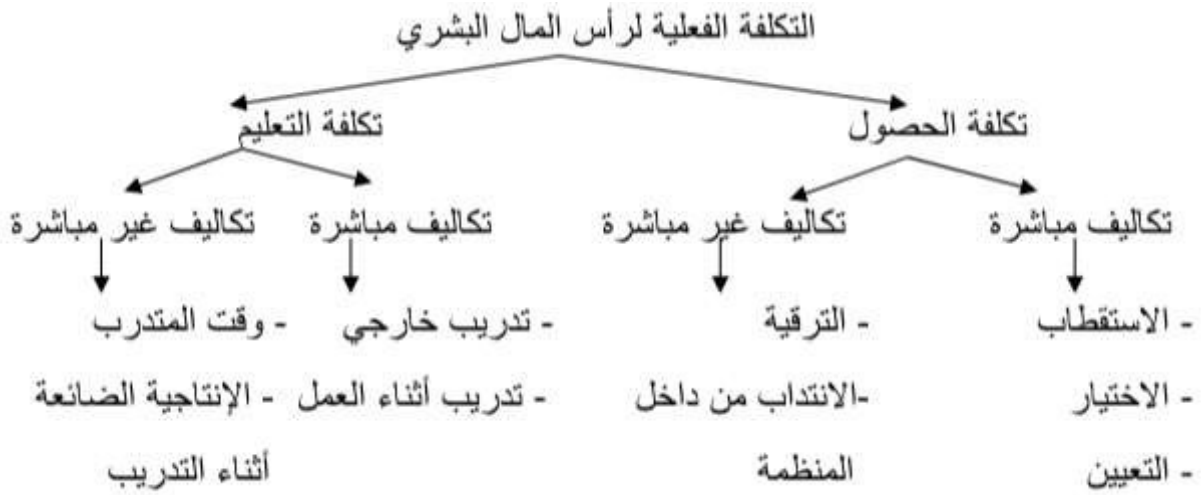 التكلفة الفعلية لرأس المال البشري
تكلفة الحصول
تكلفة التعليم
تكاليف مباشرة
تكاليف غير مباشرة
تكاليف مباشرة
تكاليف غير مباشرة
- الاستقطاب
- الاختيار
- التعيين
- الترقية
-الانتداب من داخل
المنظمة
- تدريب خارجي
- تدريب أثناء العمل
- وقت المتدرب
- الإنتاجية الضائعة
أثناء التدريب